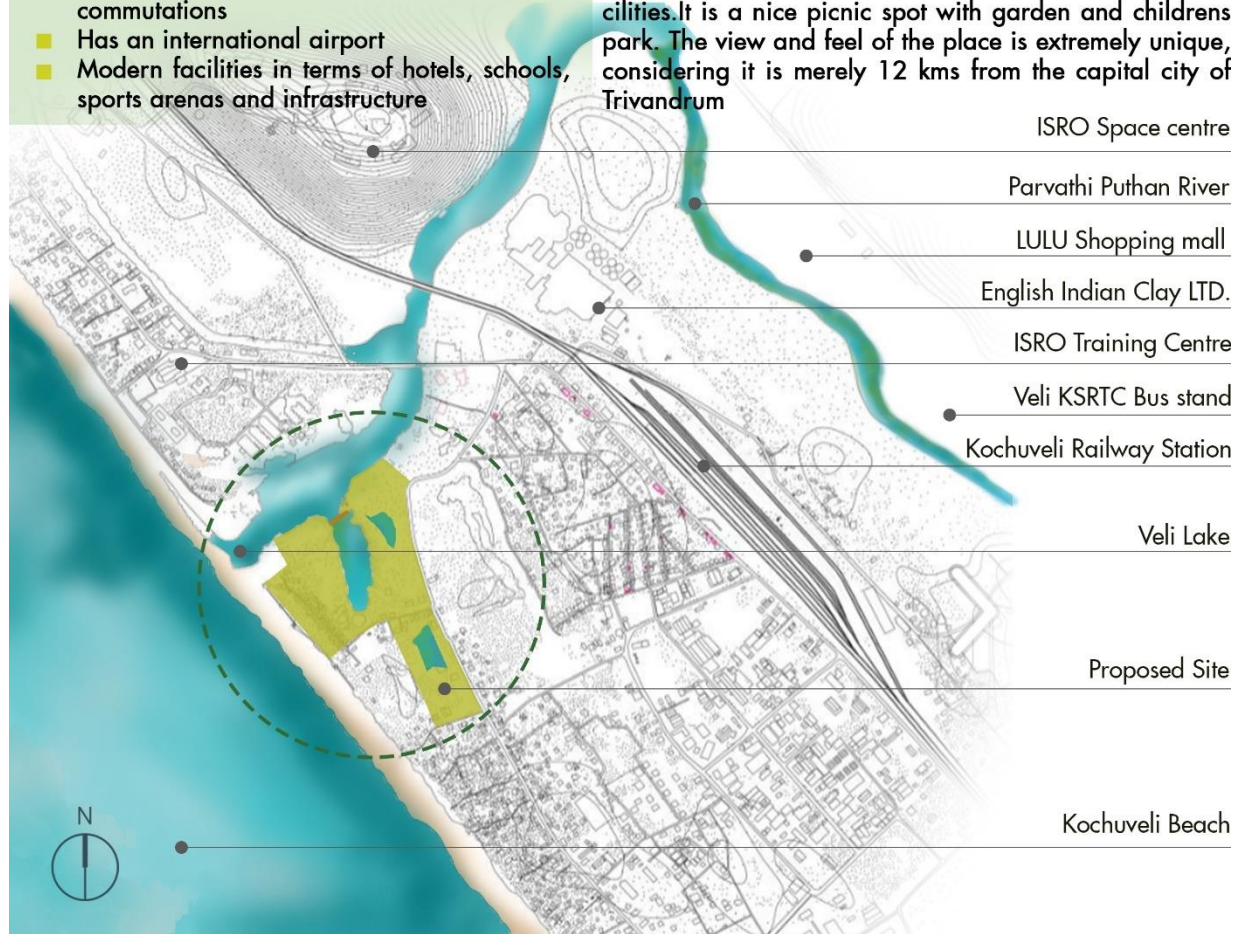 commutations
Has an international airport
Modern facilities in terms of hotels, schools,
sports arenas and infrastructure
cilities.It is a nice picnic spot with garden and childrens
park. The view and feel of the place is extremely unique,
considering it is merely 12 kms from the capital city of
Trivandrum
ISRO Space centre
Parvathi Puthan River
LULU Shopping mall
English Indian Clay LTD.
ISRO Training Centre
Veli KSRTC Bus stand
Kochuveli Railway Station
Veli Lake
Proposed Site
Kochuveli Beach
N